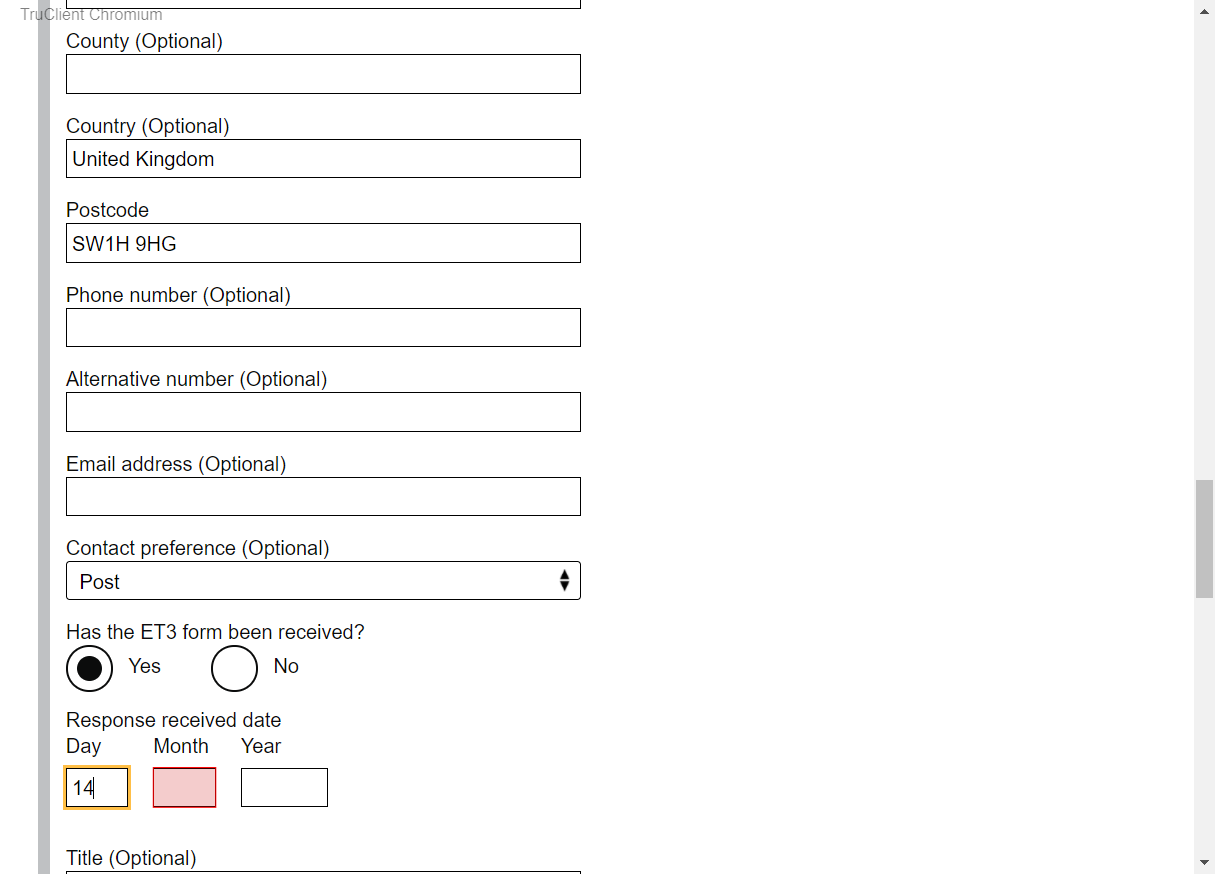 TruClient Chromium
County (Optional)
Country (Optional)
United Kingdom
Postcode
SW1H 9HG
Phone number (Optional)
Alternative number (Optional)
Email address (Optional)
Contact preference (Optional)
Post
Has the ET3 form been received?
Yes No
Response received date
Day Month Year
14
Title (Optional)